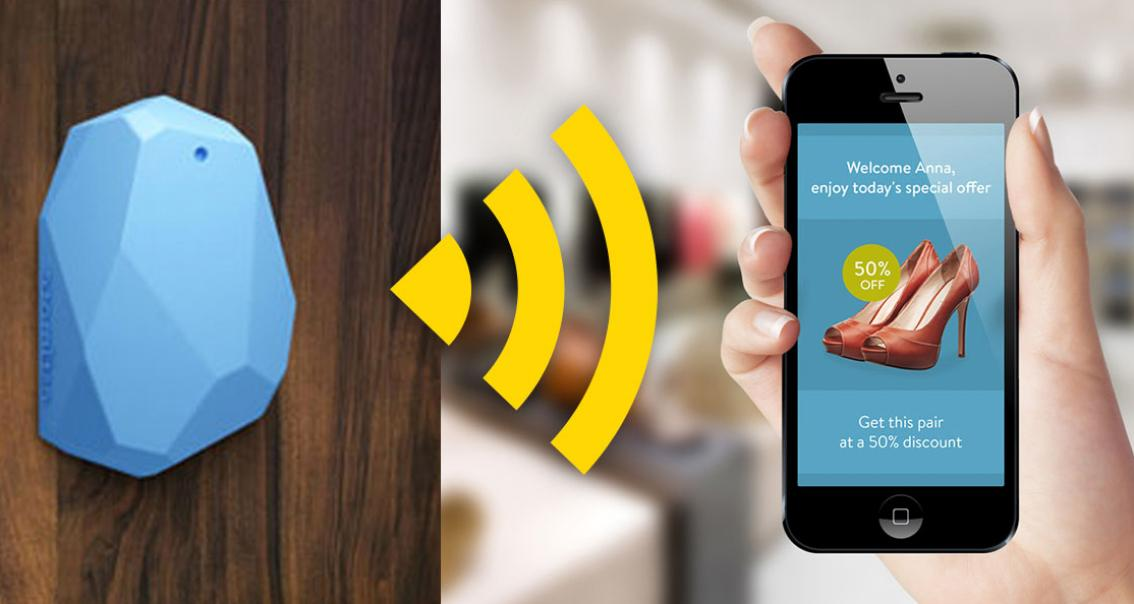 Welcome Anna,
enjoy today's special offer
50%
OFF
Get this pair
at a 50% discount